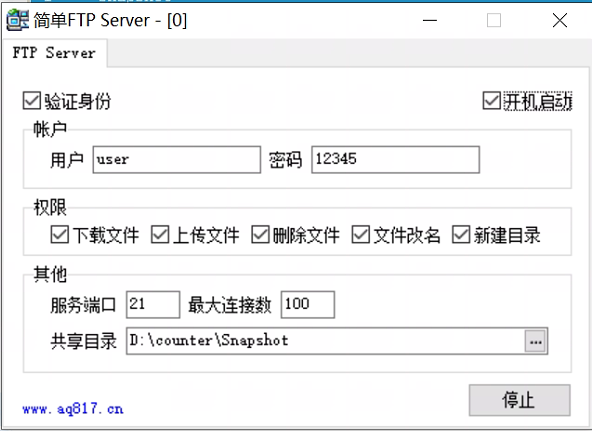 简单FTP Server - [0]
FTP Server
验证身份 开机启动
帐户
用户 user 密码 12345
权限
下载文件 上传文件 删除文件 文件改名 新建目录
其他
服务端口 21 最大连接数 100
共享目录 D:\counter\Snapshot ...
www.aq817.cn 停止